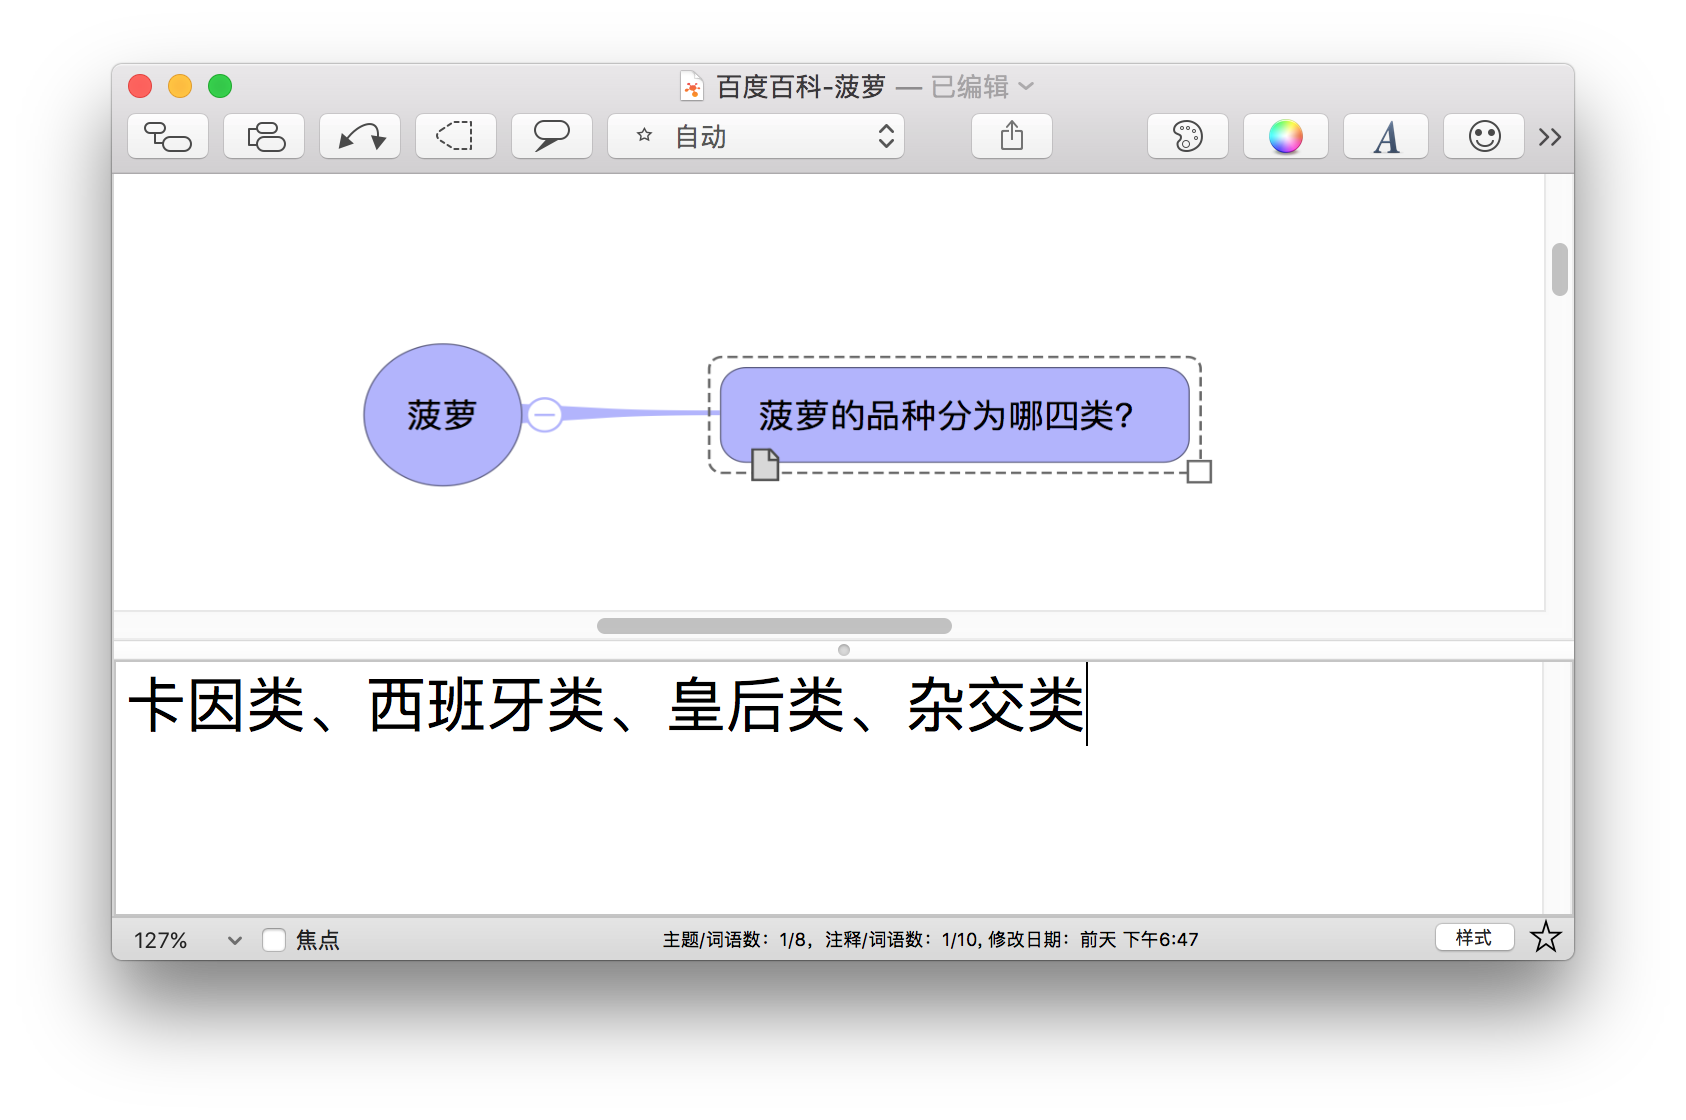 百度百科-菠萝 — 已编辑
自动
A
菠萝
菠萝的品种分为哪四类?
卡因类、西班牙类、皇后类、杂交类
127%
焦点
主题/词语数：1/8，注释/词语数：1/10, 修改日期：前天 下午6:47
样式